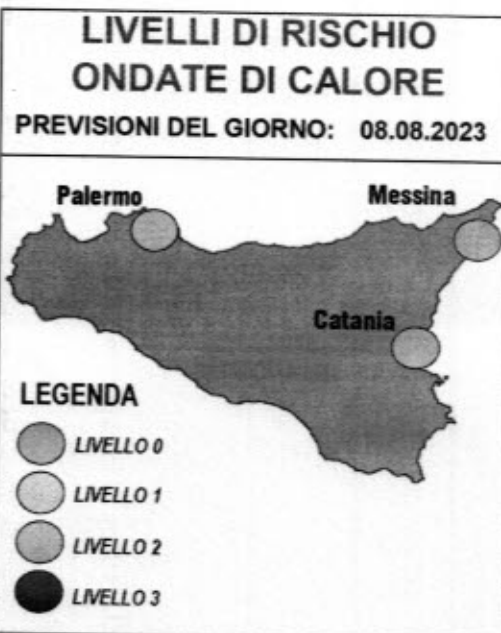 LIVELLI DI RISCHIO
ONDATE DI CALORE
PREVISIONI DEL GIORNO: 08.08.2023
Palermo
Messina
Catania
LEGENDA
LIVELLO 0
LIVELLO 1
LIVELLO 2
LIVELLO 3